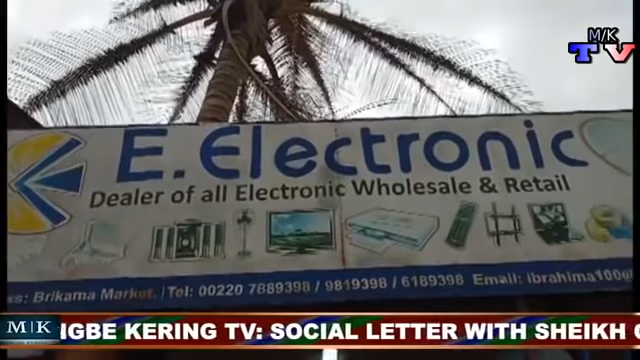 M/K
TV
E. Electronic
Dealer of all Electronic Wholesale & Retail
Brikama Market, Tel: 00220 7889398 / 9819398 / 6189398 Email:
M|K KERING TV: SOCIAL LETTER WITH SHEIKH